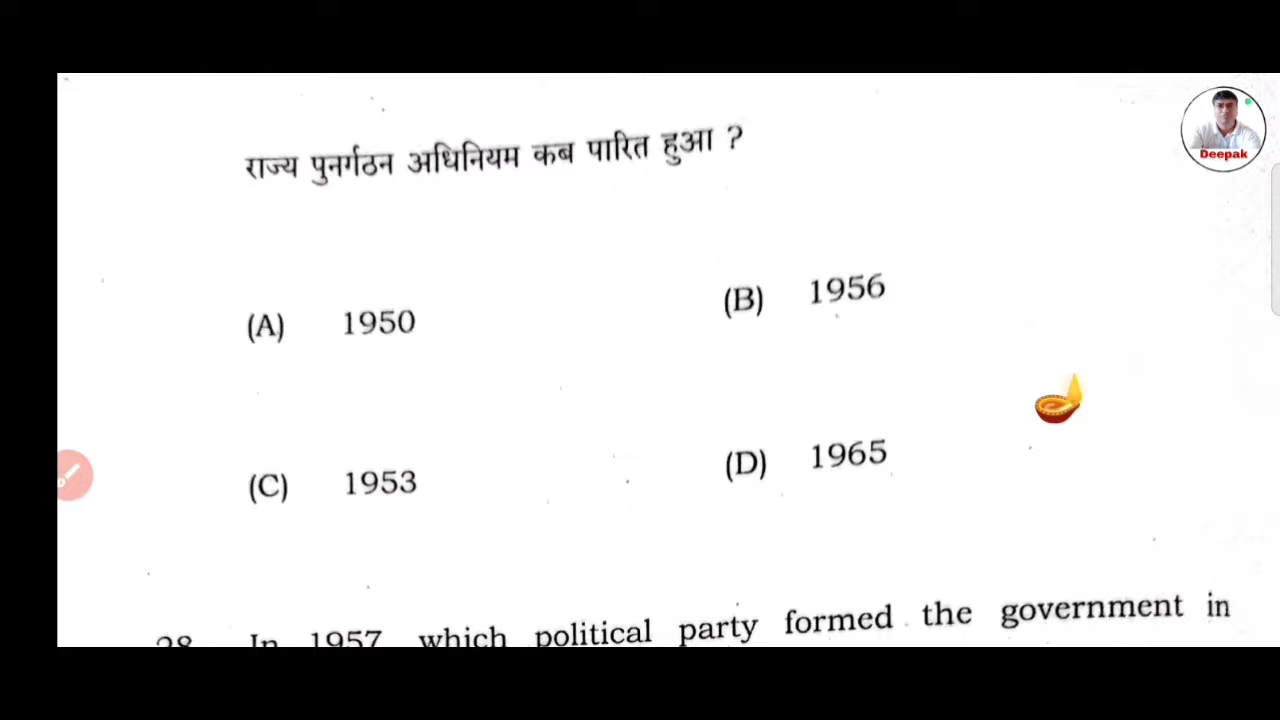 Deepak
राज्य पुनर्गठन अधिनियम कब पारित हुआ ?
(A) 1950
(B) 1956
(C) 1953
(D) 1965
28. In 1957 which political party formed the government in